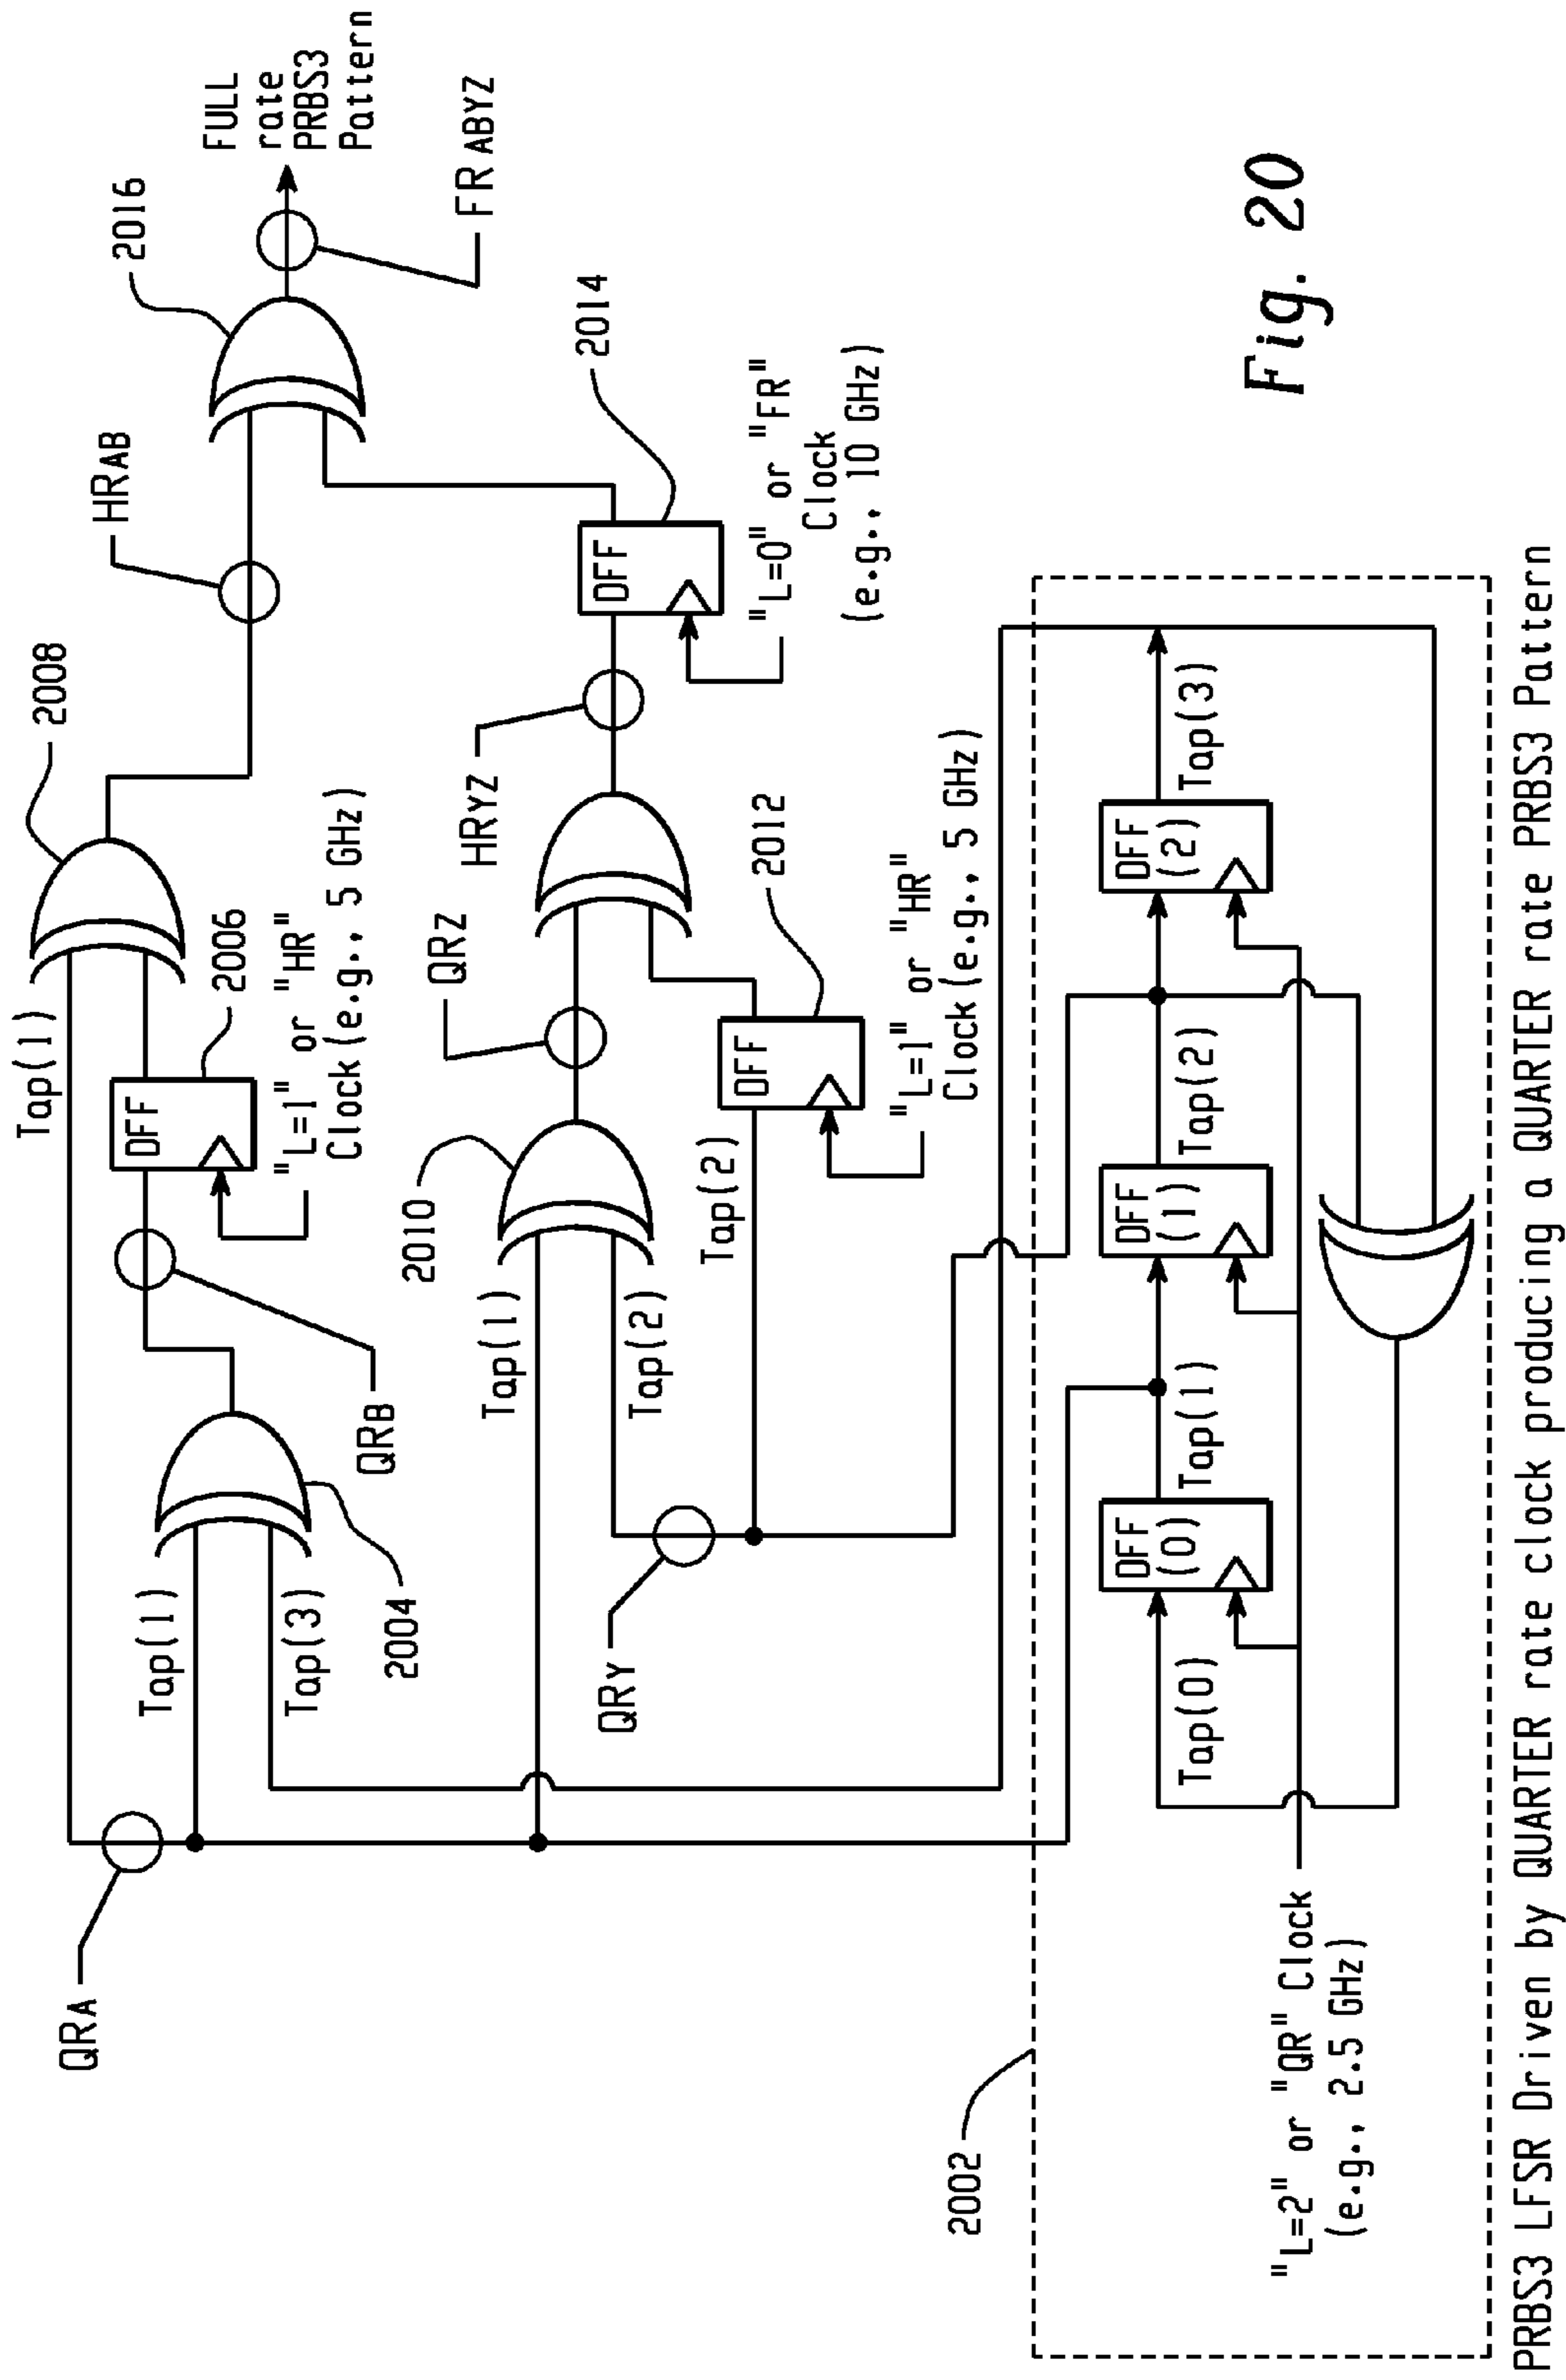 QRA
Tap(1)
2008
HRAB
2016
FULL
rate
PRBS3
Pattern
Tap(1)
Tap(3)
2004
QRB
DFF
2006
"L=1" or "HR"
Clock (e.g., 5 GHz)
FR ABYZ
QRY
Tap(1)
Tap(2)
2010
QRZ
HRYZ
DFF
2014
"L=0" or "FR"
Clock
(e.g., 10 GHz)
Tap(2)
DFF
2012
"L=1" or "HR"
Clock (e.g., 5 GHz)
2002
Tap(0)
DFF
(0)
Tap(1)
DFF
(1)
Tap(2)
DFF
(2)
Tap(3)
"L=2" or "QR" Clock
(e.g., 2.5 GHz)
PRBS3 LFSR Driven by QUARTER rate clock producing a QUARTER rate PRBS3 Pattern
Fig. 20